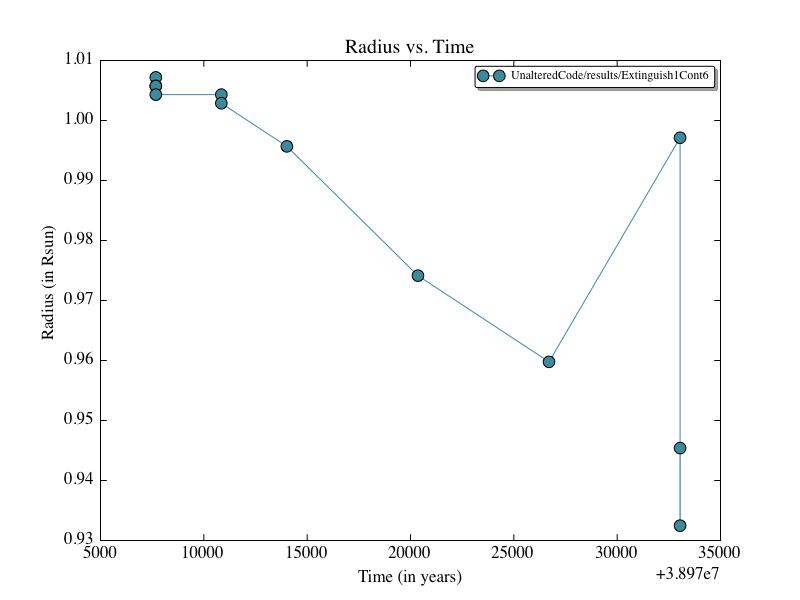 Radius vs. Time
UnalteredCode/results/Extinguish1Cont6
1.01
1.00
0.99
0.98
0.97
0.96
0.95
0.94
0.93
Radius (in Rsun)
5000 10000 15000 20000 25000 30000 35000
Time (in years)
+3.897e7